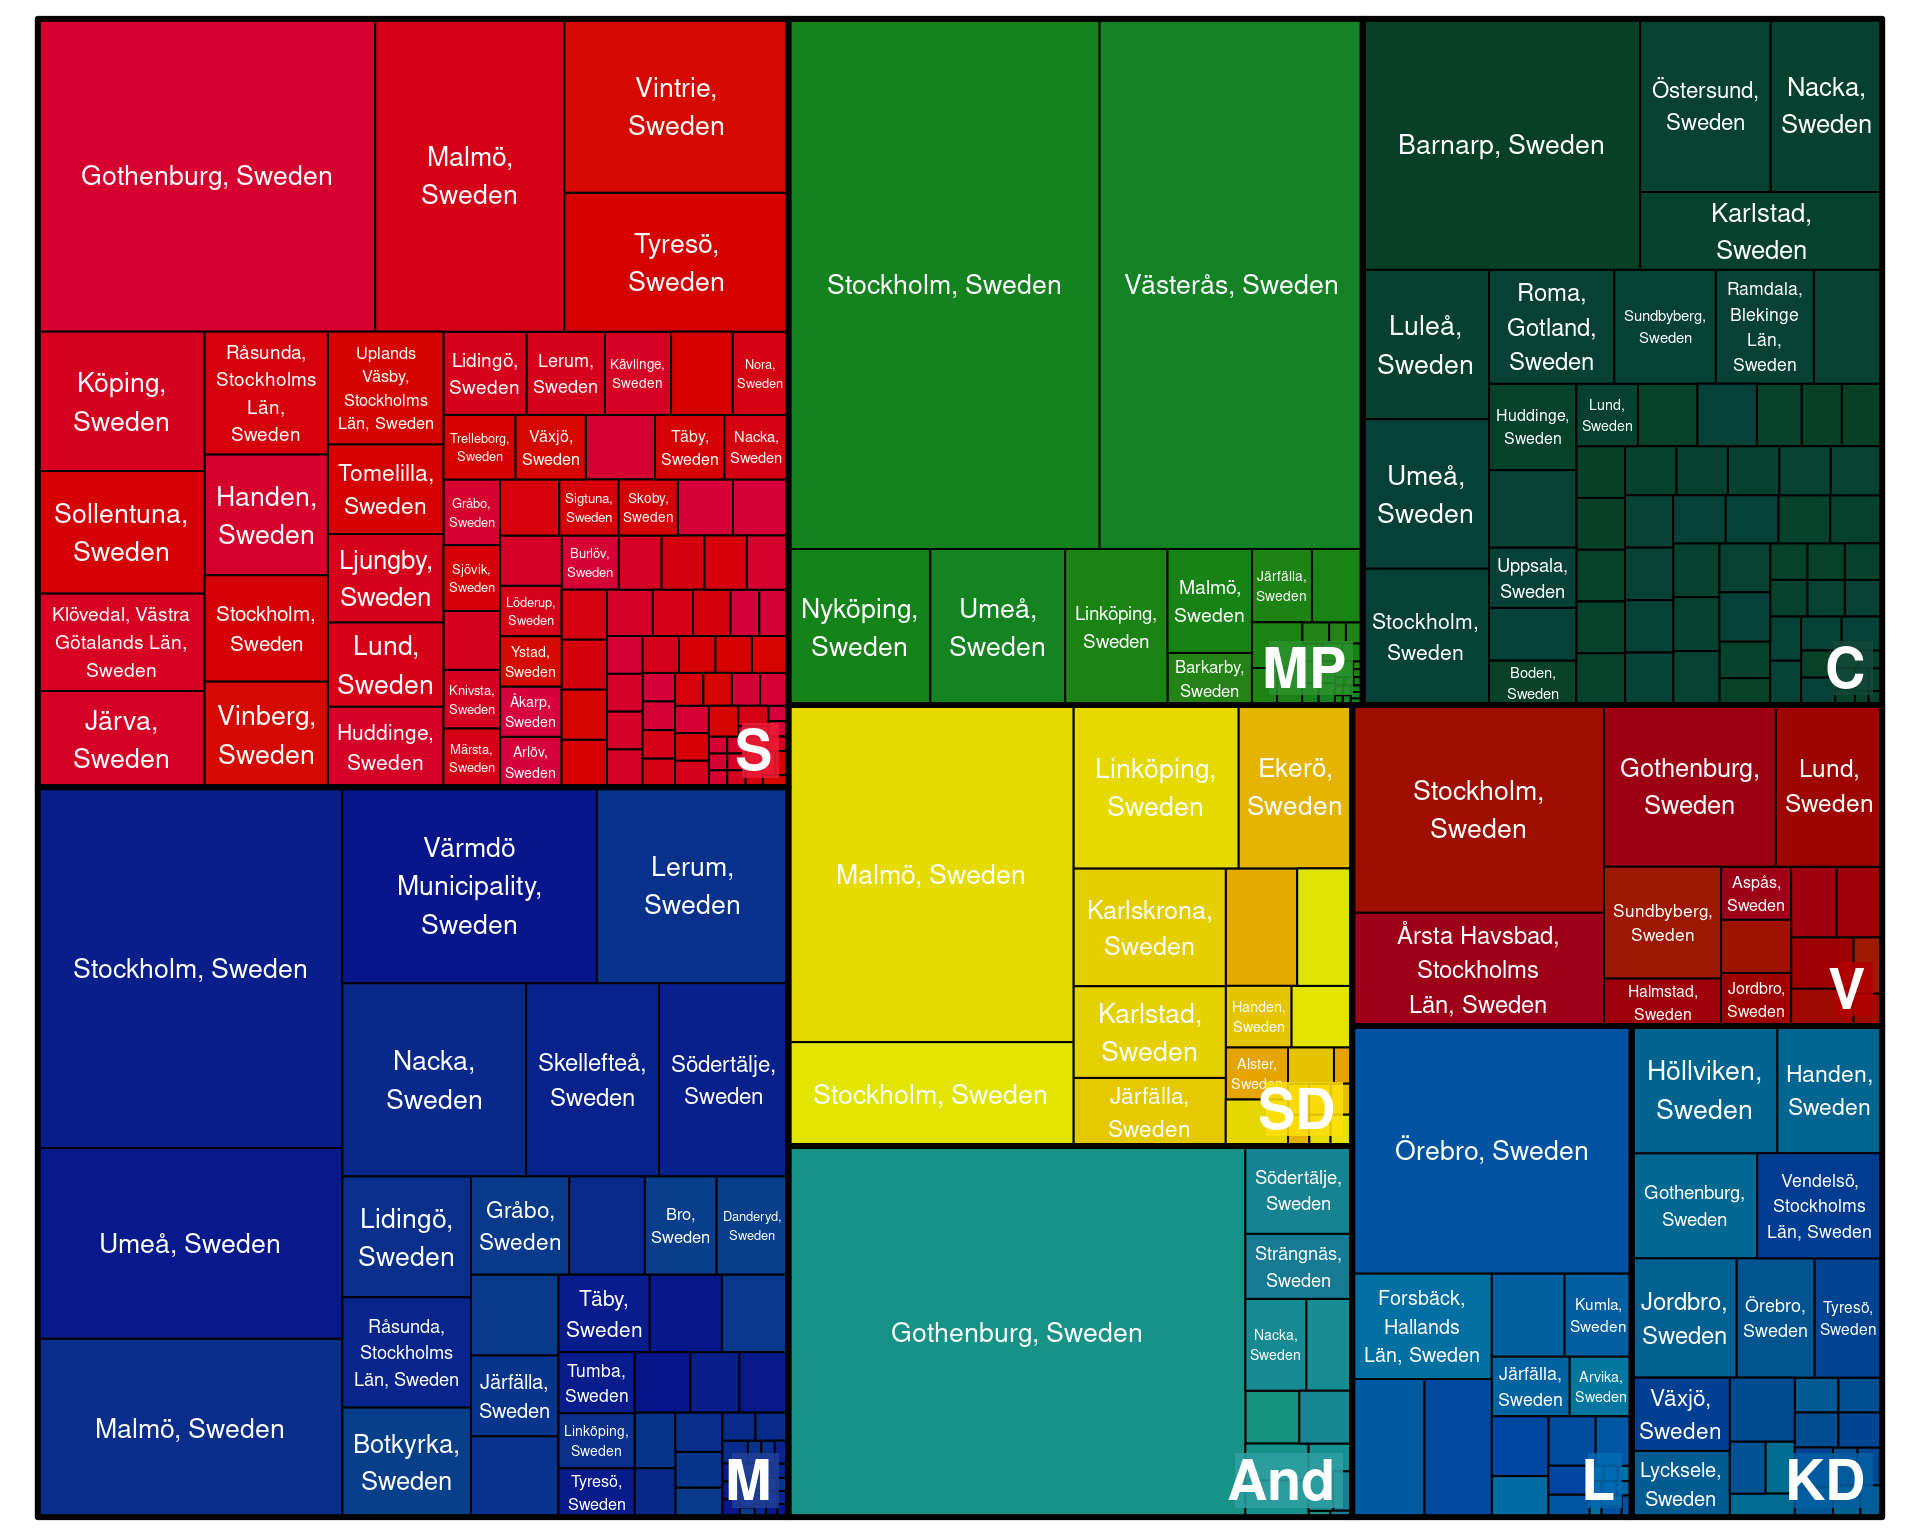 Gothenburg, Sweden
Malmö,
Sweden
Vintrie,
Sweden
Tyresö,
Sweden
Köping,
Sweden
Sollentuna,
Sweden
Klövedal, Västra
Götalands Län,
Sweden
Järva,
Sweden
Råsunda,
Stockholms
Län,
Sweden
Handen,
Sweden
Stockholm,
Sweden
Vinberg,
Sweden
Uplands
Väsby,
Stockholms
Län, Sweden
Tomelilla,
Sweden
Ljungby,
Sweden
Lund,
Sweden
Huddinge,
Sweden
Lidingö,
Sweden
Lerum,
Sweden
Kävlinge,
Sweden
Nora,
Sweden
Trelleborg,
Sweden
Växjö,
Sweden
Täby,
Sweden
Nacka,
Sweden
Gråbo,
Sweden
Sigtuna,
Sweden
Skoby,
Sweden
Sjövik,
Sweden
Burlöv,
Sweden
Löderup,
Sweden
Ystad,
Sweden
Knivsta,
Sweden
Åkarp,
Sweden
Märsta,
Sweden
Arlöv,
Sweden
S
Stockholm, Sweden
Västerås, Sweden
Nyköping,
Sweden
Umeå,
Sweden
Linköping,
Sweden
Malmö,
Sweden
Barkarby,
Sweden
Järfälla,
Sweden
MP
Barnarp, Sweden
Östersund,
Sweden
Nacka,
Sweden
Karlstad,
Sweden
Luleå,
Sweden
Umeå,
Sweden
Stockholm,
Sweden
Roma,
Gotland,
Sweden
Sundbyberg,
Sweden
Ramdala,
Blekinge
Län,
Sweden
Huddinge,
Sweden
Lund,
Sweden
Uppsala,
Sweden
Boden,
Sweden
C
Stockholm, Sweden
Umeå, Sweden
Malmö, Sweden
Värmdö
Municipality,
Sweden
Lerum,
Sweden
Nacka,
Sweden
Skellefteå,
Sweden
Södertälje,
Sweden
Lidingö,
Sweden
Råsunda,
Stockholms
Län, Sweden
Botkyrka,
Sweden
Gråbo,
Sweden
Bro,
Sweden
Danderyd,
Sweden
Järfälla,
Sweden
Täby,
Sweden
Tumba,
Sweden
Linköping,
Sweden
Tyresö,
Sweden
M
Malmö, Sweden
Stockholm, Sweden
Linköping,
Sweden
Ekerö,
Sweden
Karlskrona,
Sweden
Karlstad,
Sweden
Järfälla,
Sweden
Handen,
Sweden
Alster,
Sweden
SD
Stockholm,
Sweden
Årsta Havsbad,
Stockholms
Län, Sweden
Gothenburg,
Sweden
Lund,
Sweden
Sundbyberg,
Sweden
Halmstad,
Sweden
Aspås,
Sweden
Jordbro,
Sweden
V
Gothenburg, Sweden
Södertälje,
Sweden
Strängnäs,
Sweden
Nacka,
Sweden
And
Örebro, Sweden
Forsbäck,
Hallands
Län, Sweden
Kumla,
Sweden
Järfälla,
Sweden
Arvika,
Sweden
L
Höllviken,
Sweden
Handen,
Sweden
Gothenburg,
Sweden
Vendelsö,
Stockholms
Län, Sweden
Jordbro,
Sweden
Örebro,
Sweden
Tyresö,
Sweden
Växjö,
Sweden
Lycksele,
Sweden
KD